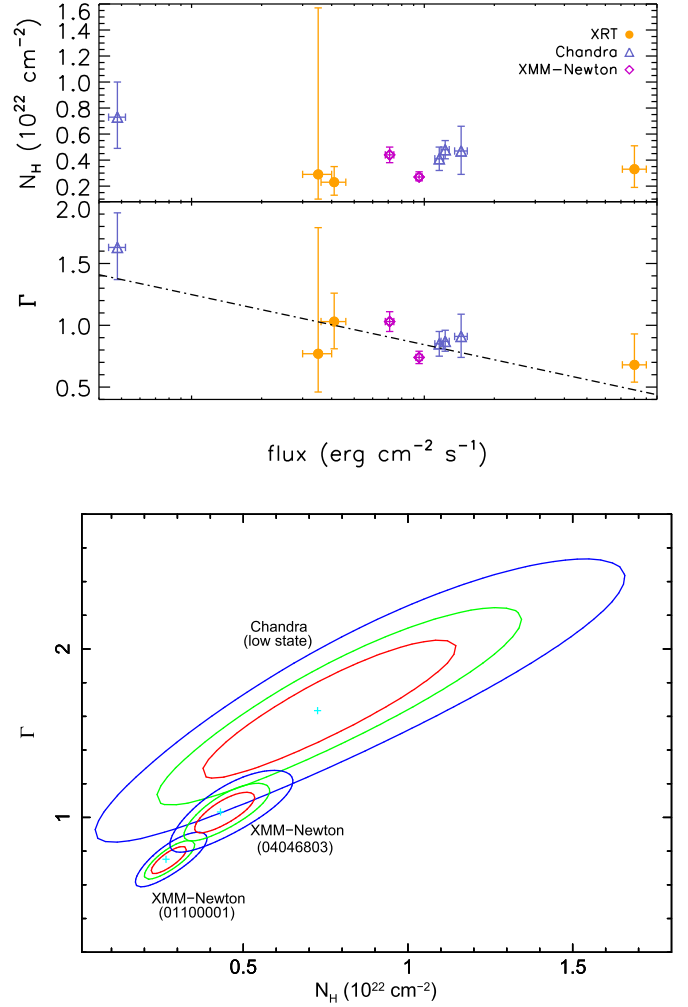 1.6
1.4
1.2
1.0
0.8
0.6
0.4
0.2
N_H (10^22 cm^-2)
XRT
Chandra
XMM-Newton
2.0
1.5
1.0
0.5
Γ
flux (erg cm^-2 s^-1)
2
1
Γ
Chandra
(low state)
XMM-Newton
(04046803)
XMM-Newton
(01100001)
0.5
1
1.5
N_H (10^22 cm^-2)